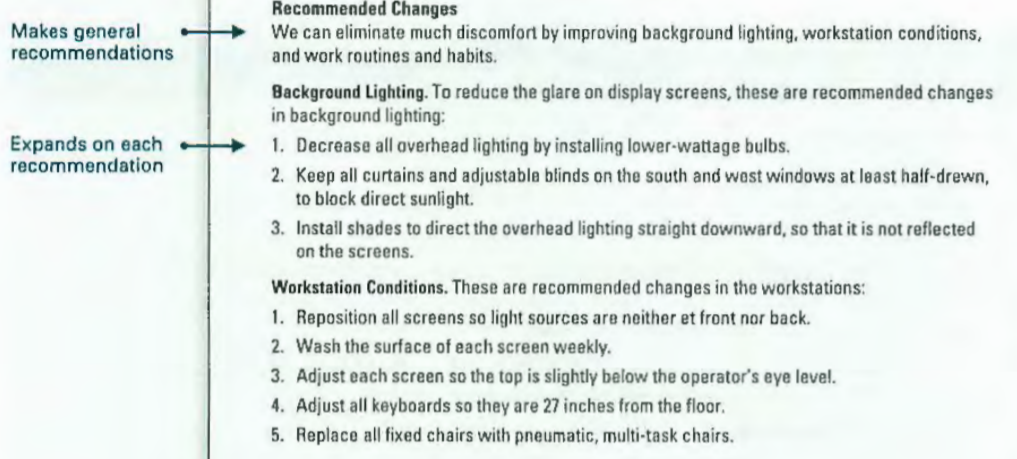 Recommended Changes
Makes general
recommendations
We can eliminate much discomfort by improving background lighting, workstation conditions,
and work routines and habits.
Background Lighting. To reduce the glare on display screens, these are recommended changes
in background lighting:
Expands on each
recommendation
1. Decrease all overhead lighting by installing lower-wattage bulbs.
2. Keep all curtains and adjustable blinds on the south and west windows at least half-drewn,
to block direct sunlight.
3. Install shades to direct the overhead lighting straight downward, so that it is not reflected
on the screens.
Workstation Conditions. These are recommended changes in the workstations:
1. Reposition all screens so light sources are neither et front nor back.
2. Wash the surface of each screen weekly.
3. Adjust each screen so the top is slightly below the operator's eye level.
4. Adjust all keyboards so they are 27 inches from the floor.
5. Replace all fixed chairs with pneumatic, multi-task chairs.